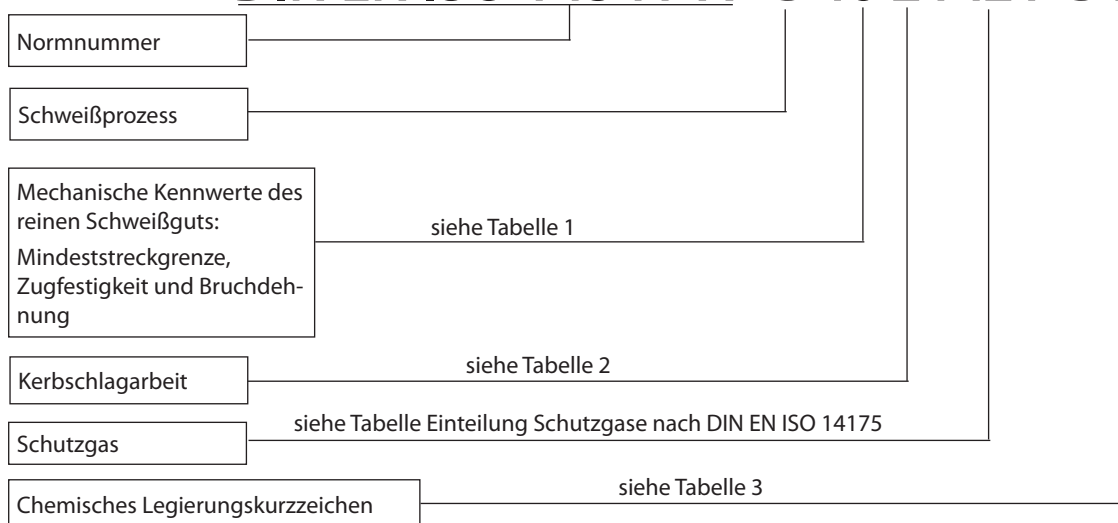 Normnummer
Schweißprozess
Mechanische Kennwerte des
reinen Schweißguts:
Mindeststreckgrenze,
Zugfestigkeit und Bruchdeh-
nung
siehe Tabelle 1
Kerbschlagarbeit
siehe Tabelle 2
Schutzgas
siehe Tabelle Einteilung Schutzgase nach DIN EN ISO 14175
Chemisches Legierungskurzzeichen
siehe Tabelle 3